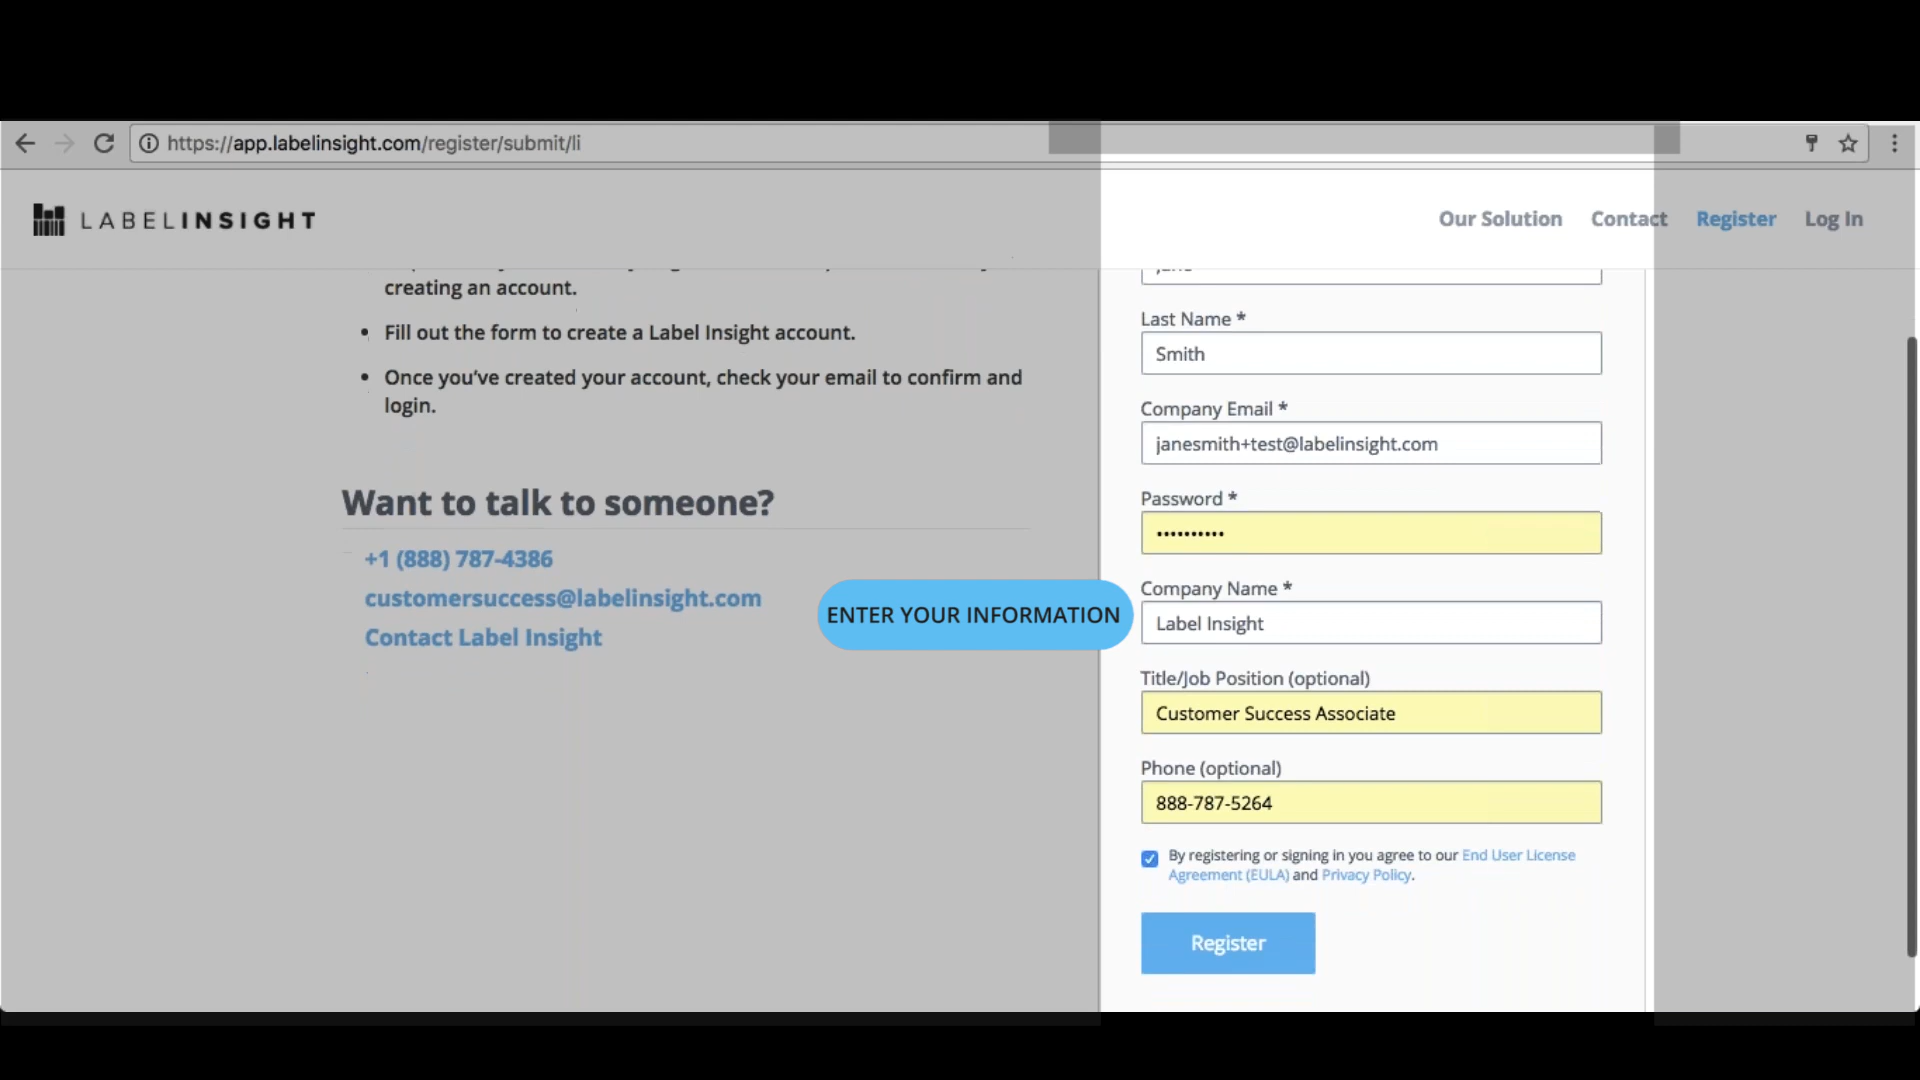 https://app.labelinsight.com/register/submit/li
LABELINSIGHT
Our Solution
Contact
Register
Log In
creating an account.
• Fill out the form to create a Label Insight account.
• Once you've created your account, check your email to confirm and
login.
Want to talk to someone?
+1 (888) 787-4386
customersuccess@labelinsight.com
Contact Label Insight
ENTER YOUR INFORMATION
Last Name *
Smith
Company Email *
janesmith+test@labelinsight.com
Password *
••••••••••
Company Name *
Label Insight
Title/Job Position (optional)
Customer Success Associate
Phone (optional)
888-787-5264
By registering or signing in you agree to our End User License
Agreement (EULA) and Privacy Policy.
Register